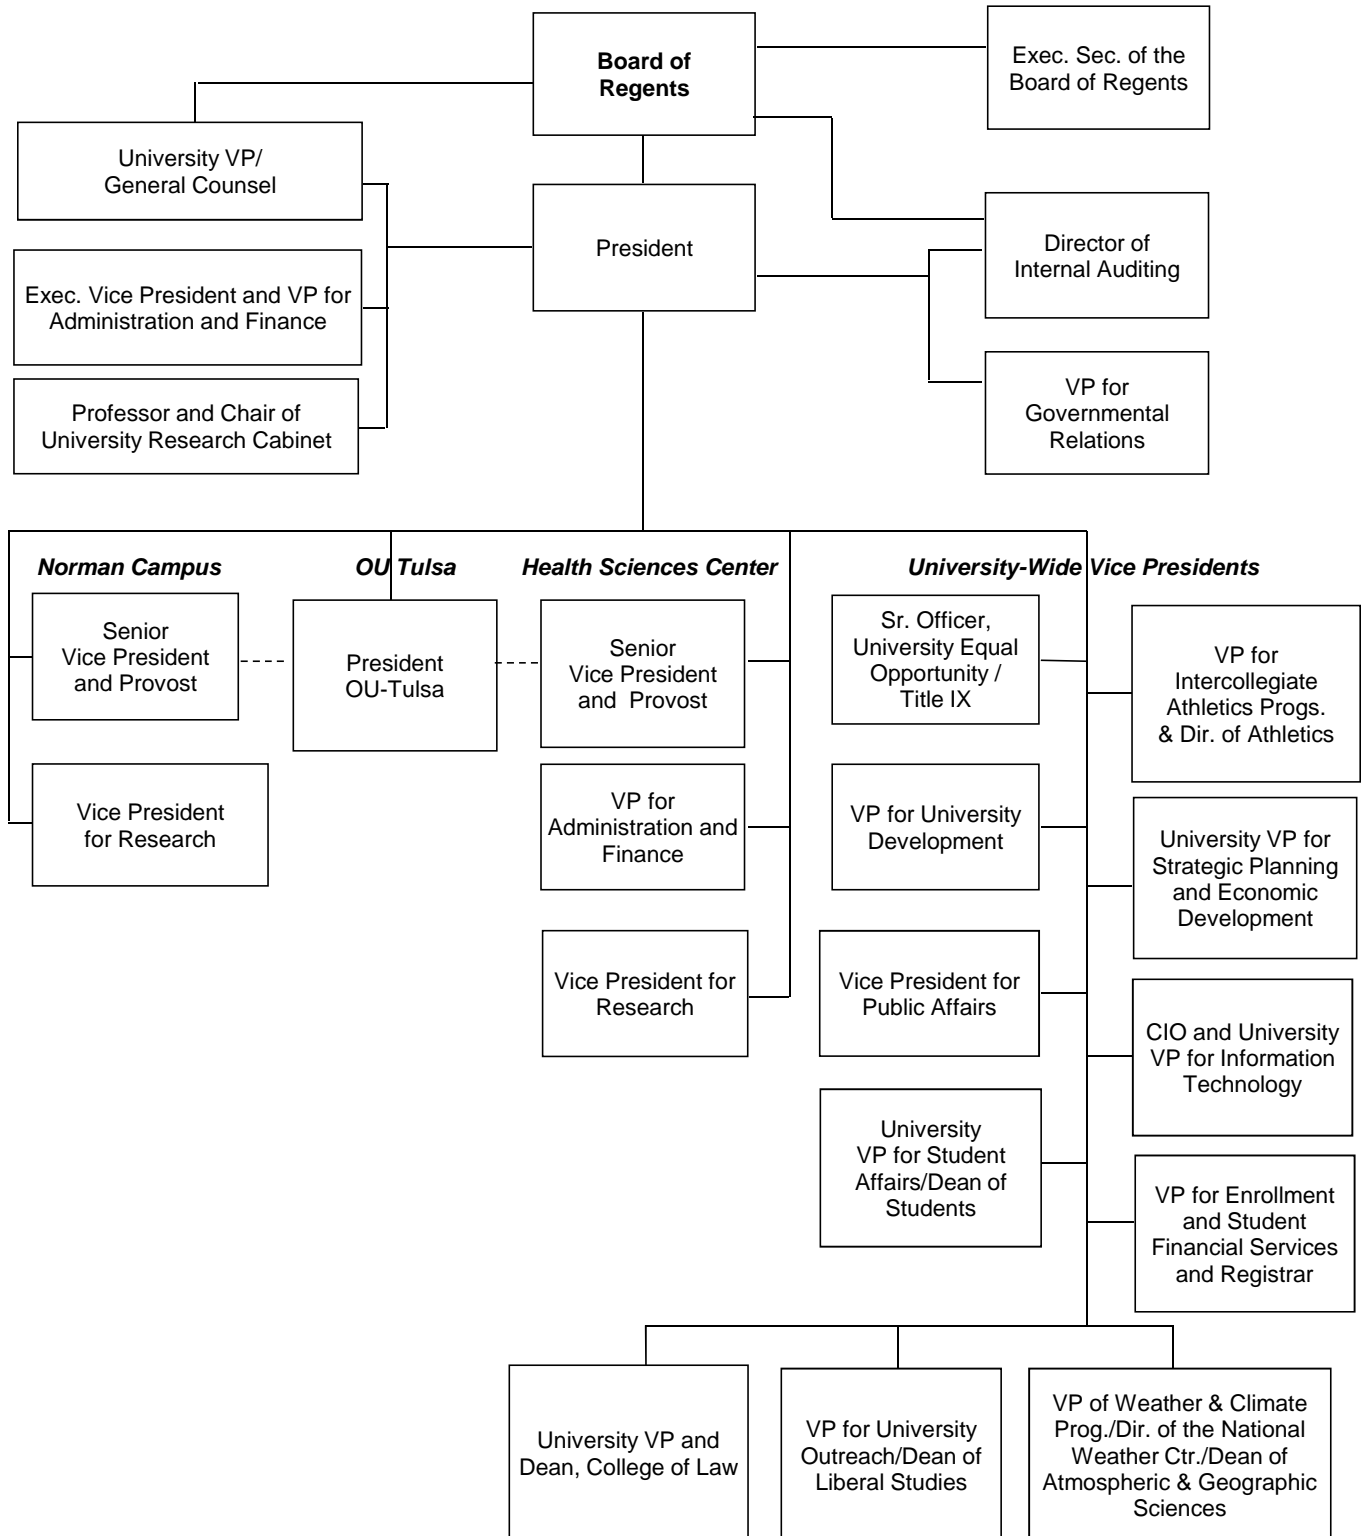 Board of
Regents
Exec. Sec. of the
Board of Regents
University VP/
General Counsel
President
Director of
Internal Auditing
Exec. Vice President and VP for
Administration and Finance
Professor and Chair of
University Research Cabinet
VP for
Governmental
Relations
Norman Campus
OU Tulsa
Health Sciences Center
University-Wide Vice Presidents
Senior
Vice President
and Provost
President
OU-Tulsa
Senior
Vice President
and Provost
Sr. Officer,
University Equal
Opportunity /
Title IX
VP for
Intercollegiate
Athletics Progs.
& Dir. of Athletics
Vice President
for Research
VP for
Administration and
Finance
VP for University
Development
University VP for
Strategic Planning
and Economic
Development
Vice President for
Research
Vice President for
Public Affairs
CIO and University
VP for Information
Technology
University
VP for Student
Affairs/Dean of
Students
VP for Enrollment
and Student
Financial Services
and Registrar
University VP and
Dean, College of Law
VP for University
Outreach/Dean of
Liberal Studies
VP of Weather & Climate
Prog./Dir. of the National
Weather Ctr./Dean of
Atmospheric & Geographic
Sciences